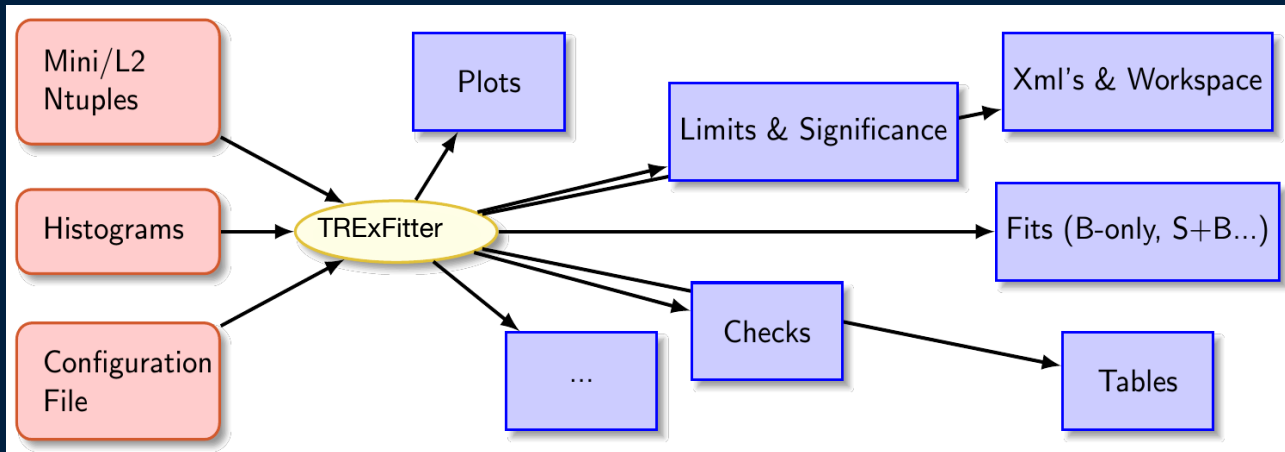 Mini/L2
Ntuples
Histograms
Configuration
File
TRExFitter
Plots
Limits & Significance
Xml's & Workspace
Fits (B-only, S+B...)
Checks
...
Tables